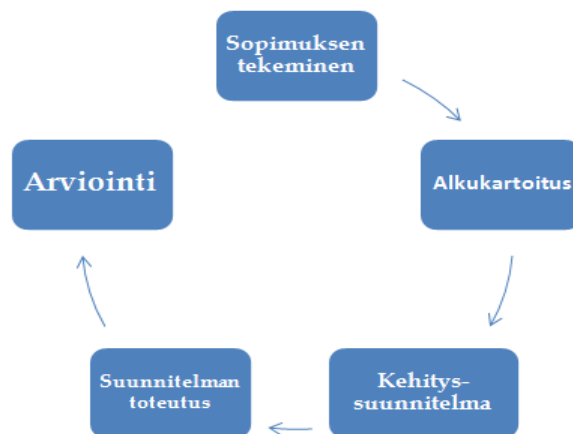 Sopimuksen
tekeminen
Alkukartoitus
Kehitys-
suunnitelma
Suunnitelman
toteutus
Arviointi